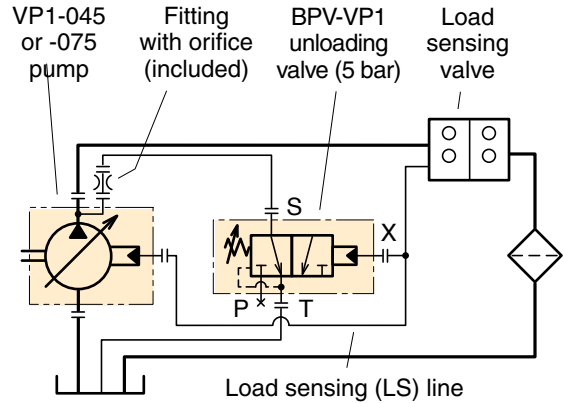 VP1-045
or -075
pump
Fitting
with orifice
(included)
BPV-VP1
unloading
valve (5 bar)
Load
sensing
valve
S
X
P
T
Load sensing (LS) line